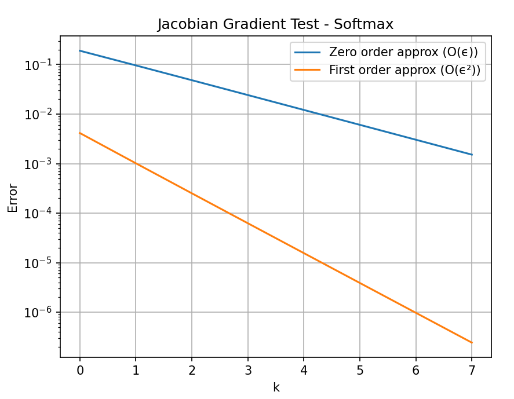 Jacobian Gradient Test - Softmax
Zero order approx (O(ϵ))
First order approx (O(ϵ²))
Error
10⁻¹
10⁻²
10⁻³
10⁻⁴
10⁻⁵
10⁻⁶
0 1 2 3 4 5 6 7
k